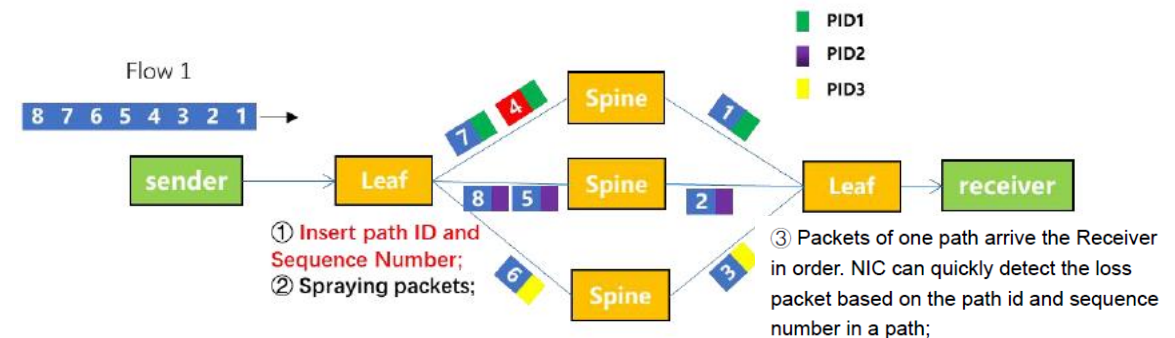 PID1
PID2
PID3
Flow 1
8 7 6 5 4 3 2 1
4
7
1
Spine
sender
Leaf
8
5
Spine
2
Leaf
receiver
6
Spine
3
① Insert path ID and
Sequence Number;
② Spraying packets;
③ Packets of one path arrive the Receiver
in order. NIC can quickly detect the loss
packet based on the path id and sequence
number in a path;